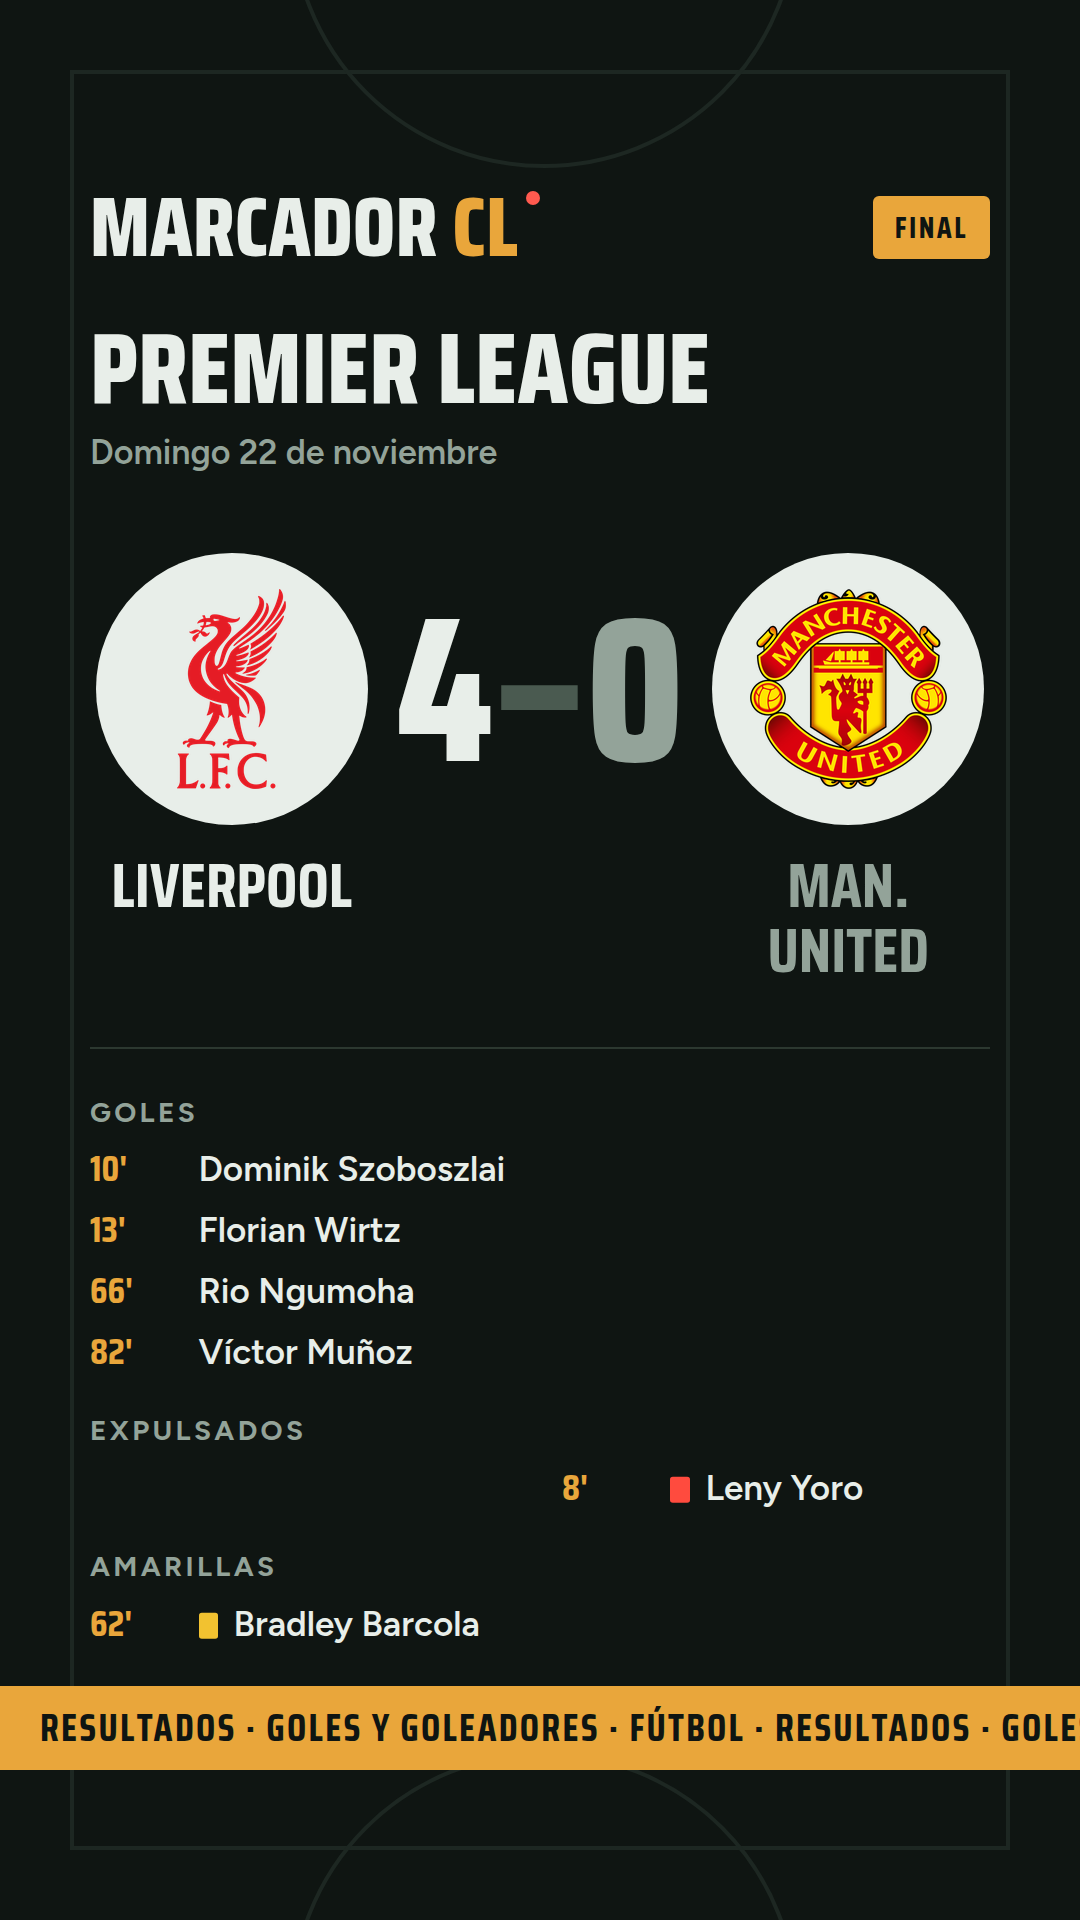 MARCADOR CL
FINAL
PREMIER LEAGUE
Domingo 22 de noviembre
L.F.C.
4-0
MANCHESTER
UNITED
LIVERPOOL
MAN.
UNITED
GOLES
10' Dominik Szoboszlai
13' Florian Wirtz
66' Rio Ngumoha
82' Víctor Muñoz
EXPULSADOS
8' Leny Yoro
AMARILLAS
62' Bradley Barcola
RESULTADOS · GOLES Y GOLEADORES · FÚTBOL · RESULTADOS · GOLES